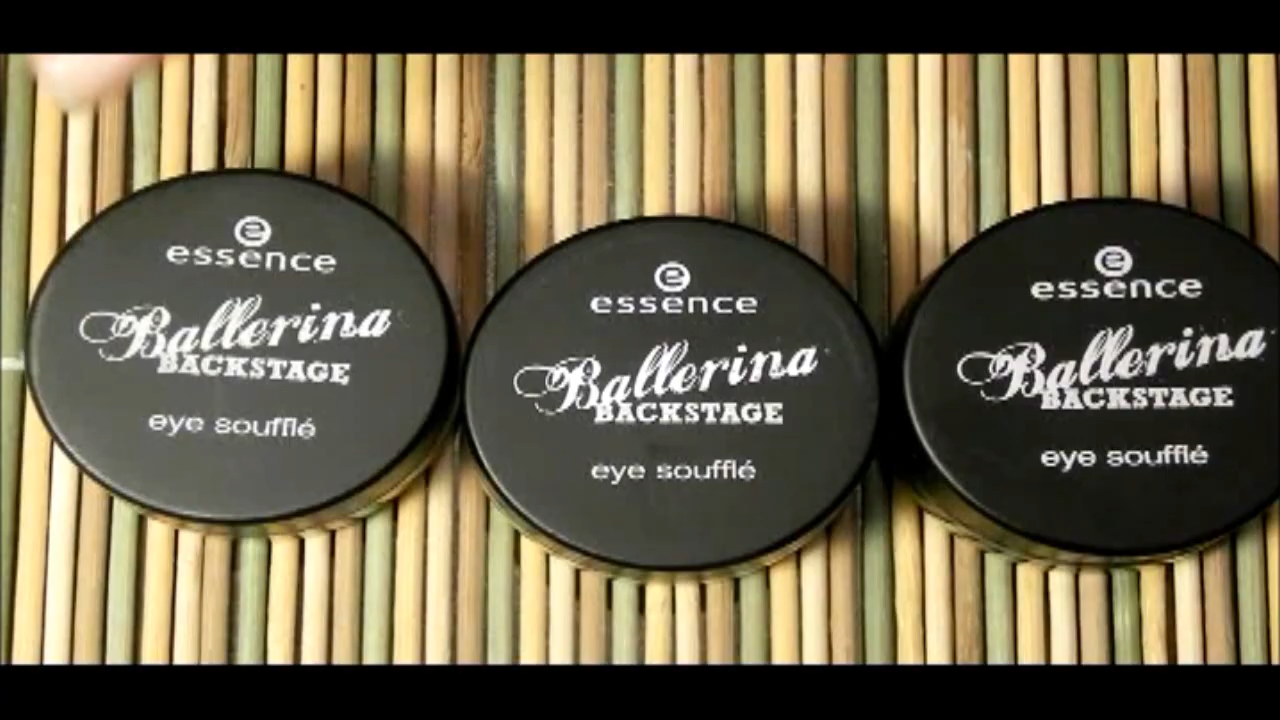 essence
Ballerina
BACKSTAGE
eye soufflé
essence
Ballerina
BACKSTAGE
eye soufflé
essence
Ballerina
BACKSTAGE
eye soufflé